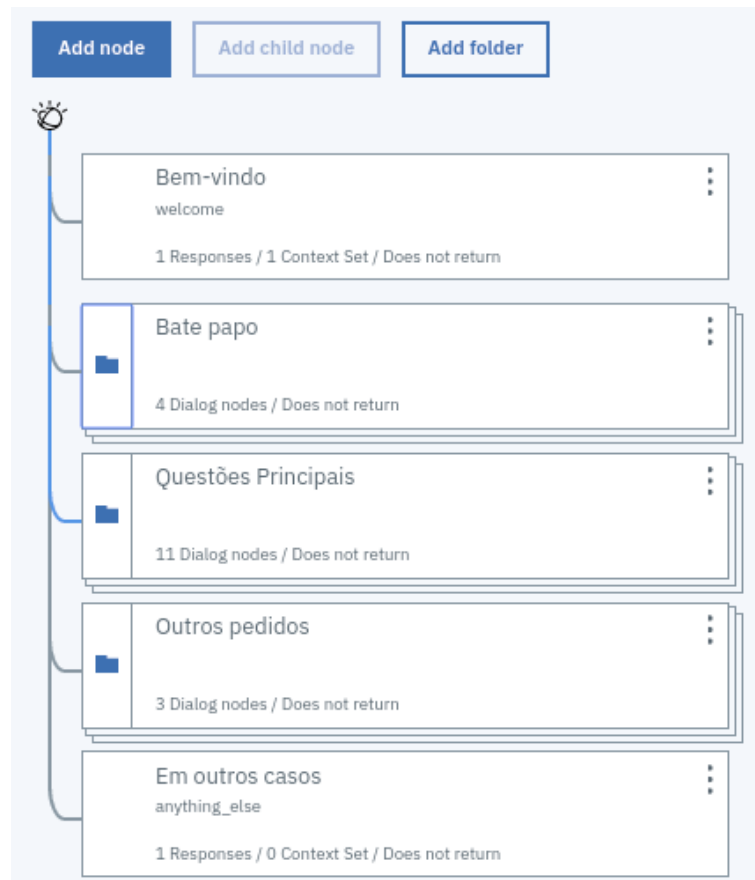 Add node Add child node Add folder
Bem-vindo
welcome
1 Responses / 1 Context Set / Does not return
Bate papo
4 Dialog nodes / Does not return
Questões Principais
11 Dialog nodes / Does not return
Outros pedidos
3 Dialog nodes / Does not return
Em outros casos
anything_else
1 Responses / 0 Context Set / Does not return